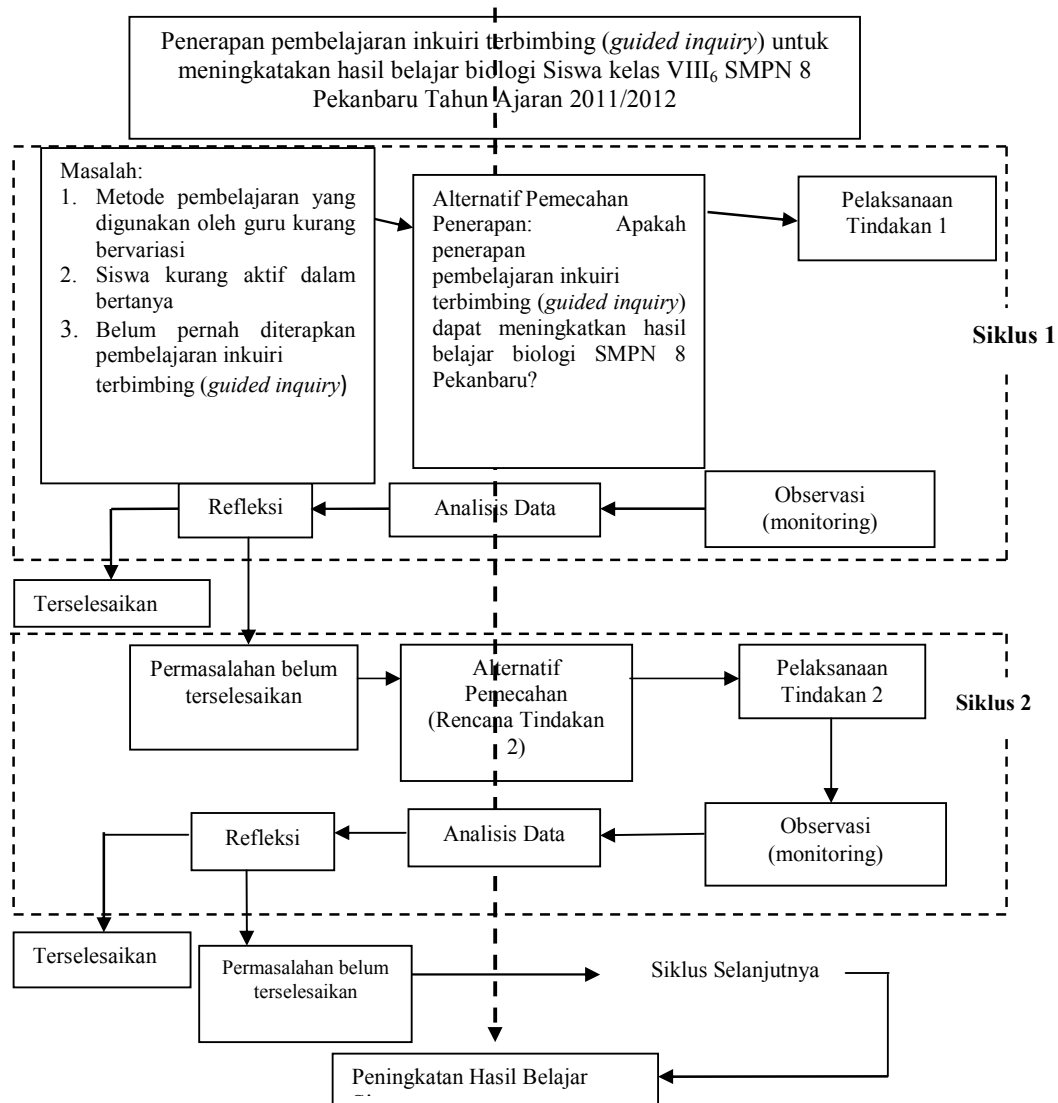 Penerapan pembelajaran inkuiri terbimbing (guided inquiry) untuk
meningkatakan hasil belajar biologi Siswa kelas VIII₆ SMPN 8
Pekanbaru Tahun Ajaran 2011/2012
Masalah:
1. Metode pembelajaran yang
digunakan oleh guru kurang
bervariasi
2. Siswa kurang aktif dalam
bertanya
3. Belum pernah diterapkan
pembelajaran inkuiri
terbimbing (guided inquiry)
Alternatif Pemecahan
Penerapan: Apakah
penerapan
pembelajaran inkuiri
terbimbing (guided inquiry)
dapat meningkatkan hasil
belajar biologi SMPN 8
Pekanbaru?
Pelaksanaan
Tindakan 1
Siklus 1
Refleksi
Analisis Data
Observasi
(monitoring)
Terselesaikan
Permasalahan belum
terselesaikan
Alternatif
Pemecahan
(Rencana Tindakan
2)
Pelaksanaan
Tindakan 2
Siklus 2
Refleksi
Analisis Data
Observasi
(monitoring)
Terselesaikan
Permasalahan belum
terselesaikan
Siklus Selanjutnya
Peningkatan Hasil Belajar